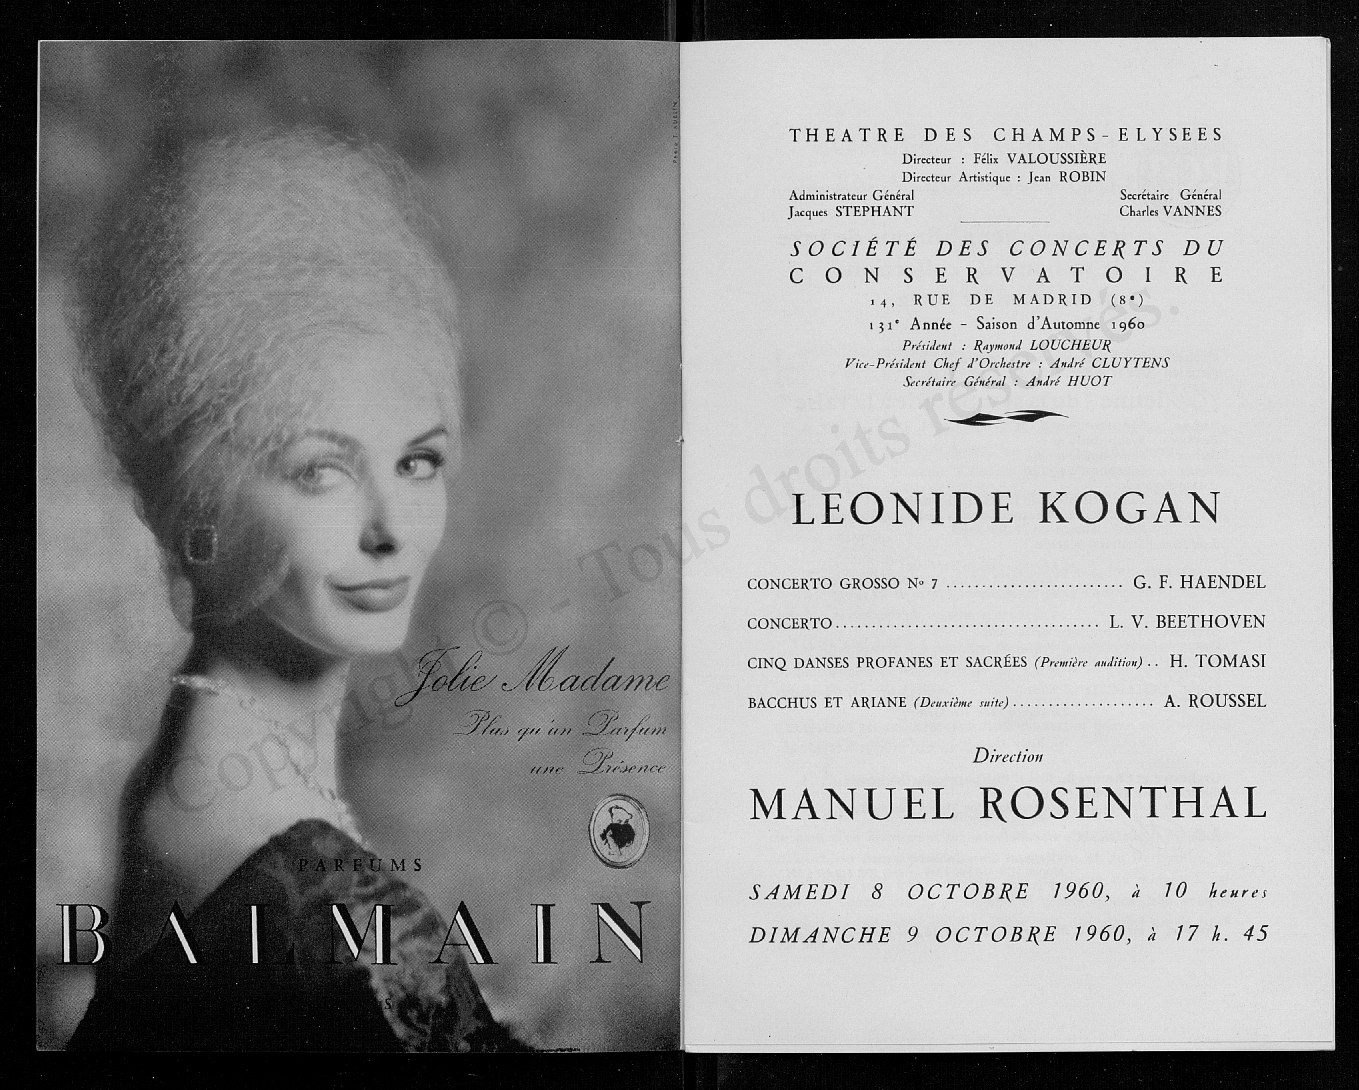 Jolie Madame
Plus qu'un Parfum
une Présence
PARFUMS
BALMAIN
THEATRE DES CHAMPS-ELYSEES
Directeur : Félix VALOUSSIÈRE
Directeur Artistique : Jean ROBIN
Administrateur Général Secrétaire Général
Jacques STEPHANT Charles VANNES
SOCIÉTÉ DES CONCERTS DU
CONSERVATOIRE
14, RUE DE MADRID (8e)
131e Année - Saison d'Automne 1960
Président : Raymond LOUCHEUR
Vice-Président Chef d'Orchestre : André CLUYTENS
Secrétaire Général : André HUOT
LEONIDE KOGAN
CONCERTO GROSSO No 7 ........................ G. F. HAENDEL
CONCERTO.................................... L. V. BEETHOVEN
CINQ DANSES PROFANES ET SACRÉES (Première audition) .. H. TOMASI
BACCHUS ET ARIANE (Deuxième suite).................... A. ROUSSEL
Direction
MANUEL ROSENTHAL
SAMEDI 8 OCTOBRE 1960, à 10 heures
DIMANCHE 9 OCTOBRE 1960, à 17 h. 45
Copyright © - Tous droits réservés.